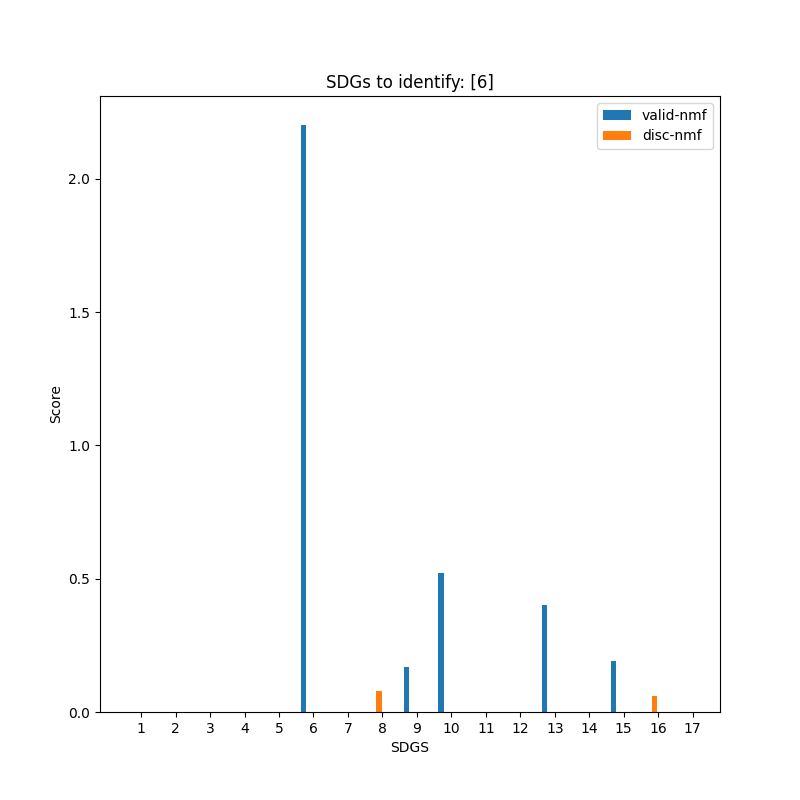 SDGs to identify: [6]
valid-nmf
disc-nmf
2.0
1.5
1.0
0.5
0.0
Score
1 2 3 4 5 6 7 8 9 10 11 12 13 14 15 16 17
SDGS